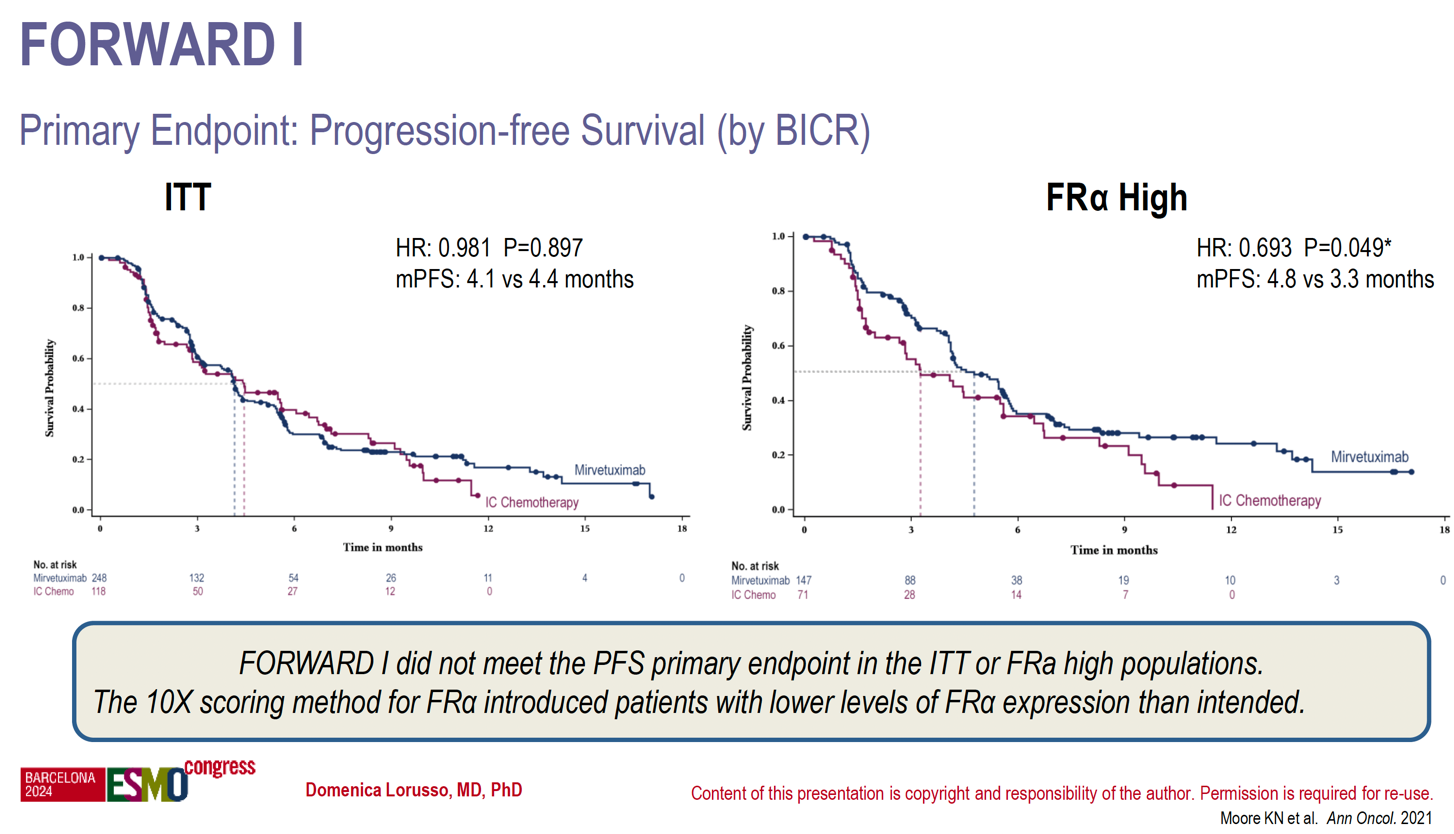 FORWARD I
Primary Endpoint: Progression-free Survival (by BICR)
ITT
HR: 0.981 P=0.897
mPFS: 4.1 vs 4.4 months
1.0
0.8
0.6
0.4
0.2
0.0
Survival Probability
Mirvetuximab
IC Chemotherapy
0 3 6 9 12 15 18
Time in months
No. at risk
Mirvetuximab 248 132 54 26 11 4 0
IC Chemo 118 50 27 12 0
FRα High
HR: 0.693 P=0.049*
mPFS: 4.8 vs 3.3 months
1.0
0.8
0.6
0.4
0.2
0.0
Survival Probability
Mirvetuximab
IC Chemotherapy
0 3 6 9 12 15 18
Time in months
No. at risk
Mirvetuximab 147 88 38 19 10 3 0
IC Chemo 71 28 14 7 0
FORWARD I did not meet the PFS primary endpoint in the ITT or FRa high populations.
The 10X scoring method for FRα introduced patients with lower levels of FRα expression than intended.
BARCELONA
2024
ESMO congress
Domenica Lorusso, MD, PhD
Content of this presentation is copyright and responsibility of the author. Permission is required for re-use.
Moore KN et al. Ann Oncol. 2021